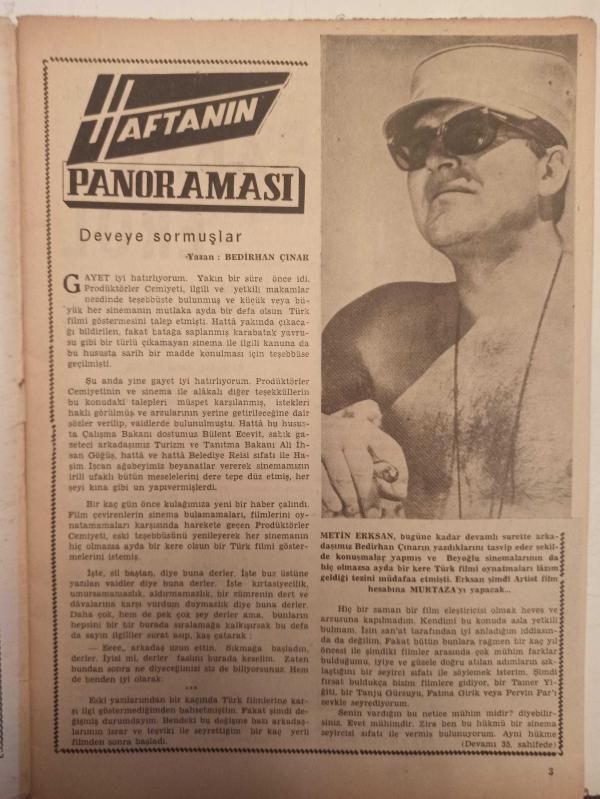 HAFTANIN
PANORAMASI
Deveye sormuşlar
Yazan : BEDİRHAN ÇINAR
GAYET iyi hatırlıyorum. Yakın bir süre önce idi.
Prodüktörler Cemiyeti, ilgili ve yetkili makamlar
nezdinde teşebbüste bulunmuş ve küçük veya bü-
yük her sinemanın mutlaka ayda bir defa olsun Türk
filmi göstermesini talep etmişti. Hattâ yakında çıkaca-
ğı bildirilen, fakat batağa saplanmış karabatak yavru-
su gibi bir türlü çıkamayan sinema ile ilgili kanuna da
bu hususta sarih bir madde konulması için teşebbüse
geçilmişti.
Şu anda yine gayet iyi hatırlıyorum. Prodüktörler
Cemiyetinin ve sinema ile alâkalı diğer teşekküllerin
bu konudaki talepleri müspet karşılanmış, istekleri
haklı görülmüş ve arzularının yerine getirileceğine dair
sözler verilip, vaidlerde bulunulmuştu. Hattâ bu husus-
ta Çalışma Bakanı dostumuz Bülent Ecevit, sabık ga-
zeteci arkadaşımız Turizm ve Tanıtma Bakanı Ali İh-
san Göğüş, hattâ ve hattâ Belediye Reisi sıfatı ile Ha-
şim İşcan ağabeyimiz beyanatlar vererek sinemamızın
irili ufaklı bütün meselelerini dere tepe düz etmiş, her
şeyi kına gibi un yapıvermişlerdi.
Bir kaç gün önce kulağımıza yeni bir haber çalındı.
Film çevirenlerin sinema bulamamaları, filmlerini oy-
natamamaları karşısında harekete geçen Prodüktörler
Cemiyeti, eski teşebbüsünü yenileyerek her sinemanın
hiç olmazsa ayda bir kere olsun bir Türk filmi göster-
melerini istemiş.
İşte, sil baştan, diye buna derler. İşte buz üstüne
yazılan vaidler diye buna derler. İşte kırtasiyecilik,
umursamamazlık, aldırmamazlık, bir zümrenin dert ve
dâvalarına karşı vurdum duymazlık diye buna derler.
Daha çok, hem de pek çok şey derler ama, bunların
hepsini bir bir burada sıralamağa kalkışırsak bu defa
da sayın ilgililer surat asıp, kaş çatarak :
— Eeee, arkadaş uzun ettin. Bıkmağa başladın,
derler. İyisi mi, derler faslını burada keselim. Zaten
bundan sonra ne diyeceğimizi siz de biliyorsunuz. Hem
de benden iyi olarak.
***
Eski yazılarımdan bir kaçında Türk filmlerine kar-
şı ilgi göstermediğimden bahsetmiştim. Fakat şimdi de-
ğişmiş durumdayım. Bendeki bu değişme bazı arkadaş-
larımın ısrar ve teşviki ile seyrettiğim bir kaç yerli
filmden sonra başladı.
METİN ERKSAN, bugüne kadar devamlı surette arka-
daşımız Bedirhan Çınarın yazdıklarını tasvip eder şekil-
de konuşmalar yapmış ve Beyoğlu sinemalarının da
hiç olmazsa ayda bir kere Türk filmi oynatmaları lâzım
geldiği tezini müdafaa etmişti. Erksan şimdi Artist film
hesabına MURTAZA'yı yapacak...
Hiç bir zaman bir film eleştiricisi olmak heves ve
arzusuna kapılmadım. Kendimi bu konuda asla yetkili
bulmam. İşin san'at tarafından iyi anladığım iddiasın-
da da değilim. Fakat bütün bunlara rağmen bir kaç yıl
öncesi ile şimdiki filmler arasında çok mühim farklar
bulduğumu, iyiye ve güzele doğru atılan adımların sık-
laştığını bir seyirci sıfatı ile söylemek isterim. Şimdi
fırsat buldukça bizim filmlere gidiyor, bir Tamer Yi-
ğiti, bir Tanju Gürsuyu, Fatma Girik veya Pervin Par'ı
zevkle seyrediyorum.
Senin vardığın bu netice mühim midir? diyebilir-
siniz. Evet mühimdir. Zira ben bu hükmü bir sinema
seyircisi sıfatı ile vermiş bulunuyorum. Ayni hükme
(Devamı 35. sahifede)
3